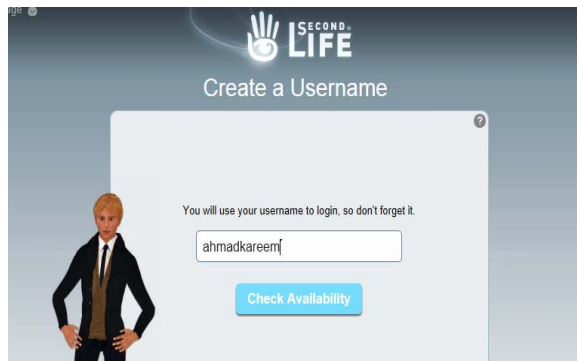 SECOND
LIFE
Create a Username
?
You will use your username to login, so don't forget it.
ahmadkareem
Check Availability